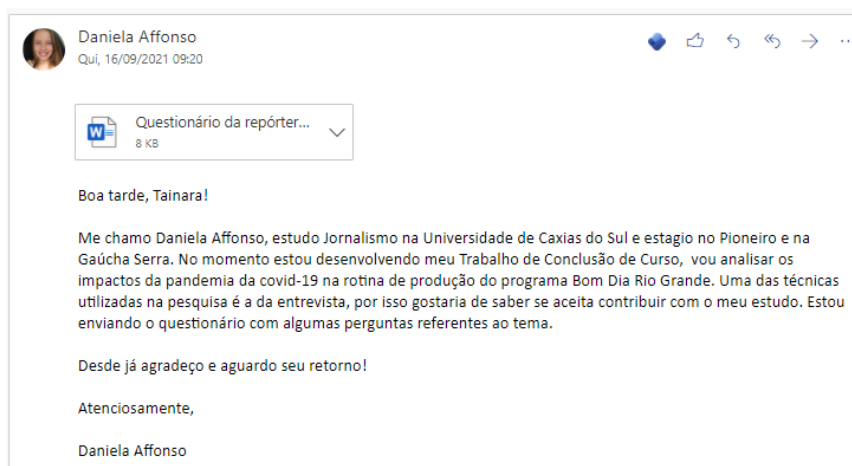 Daniela Affonso
Qui, 16/09/2021 09:20
Questionário da repórter...
8 KB
Boa tarde, Tainara!
Me chamo Daniela Affonso, estudo Jornalismo na Universidade de Caxias do Sul e estagio no Pioneiro e na
Gaúcha Serra. No momento estou desenvolvendo meu Trabalho de Conclusão de Curso, vou analisar os
impactos da pandemia da covid-19 na rotina de produção do programa Bom Dia Rio Grande. Uma das técnicas
utilizadas na pesquisa é a da entrevista, por isso gostaria de saber se aceita contribuir com o meu estudo. Estou
enviando o questionário com algumas perguntas referentes ao tema.
Desde já agradeço e aguardo seu retorno!
Atenciosamente,
Daniela Affonso